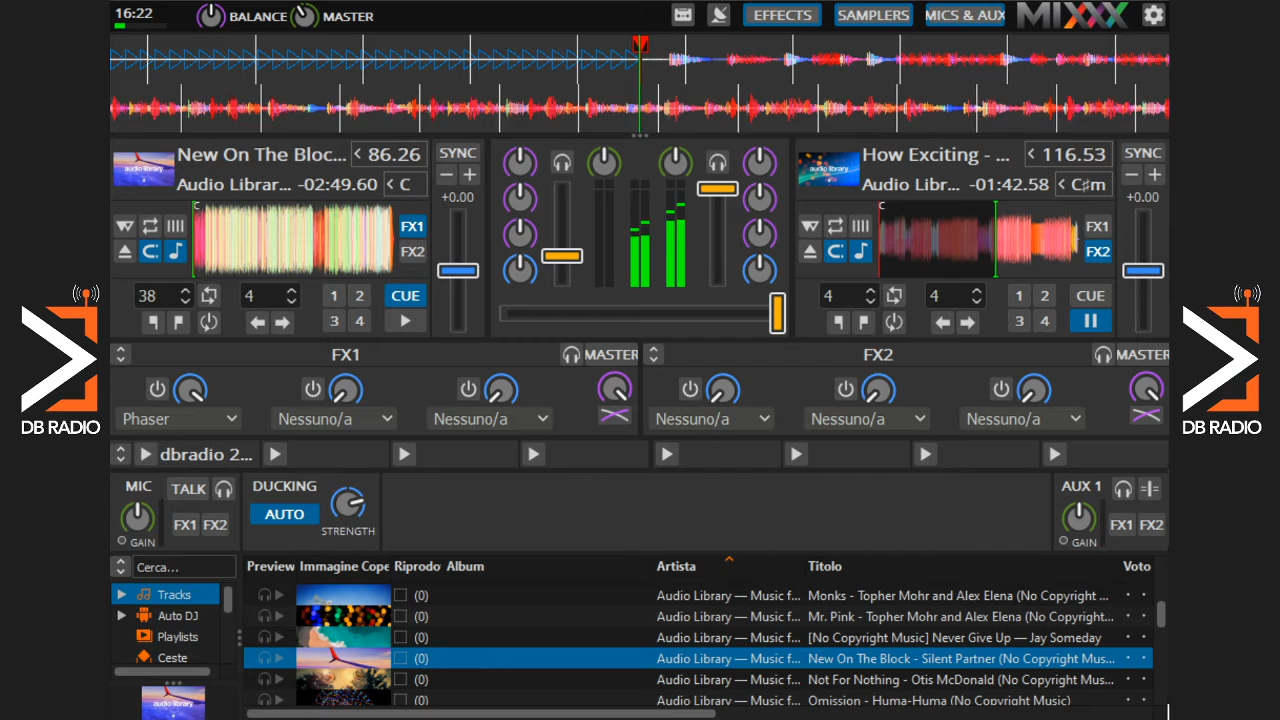 16:22
BALANCE
MASTER
EFFECTS
SAMPLERS
MICS & AUX
MIXXX
New On The Bloc...
86.26
Audio Librar...
-02:49.60
C
SYNC
+0.00
C
FX1
FX2
38
4
1 2
3 4
CUE
How Exciting - ...
116.53
Audio Libr...
-01:42.58
C♯m
SYNC
+0.00
C
FX1
FX2
4
4
1 2
3 4
CUE
DB RADIO
DB RADIO
FX1
MASTER
FX2
MASTER
Phaser
Nessuno/a
Nessuno/a
Nessuno/a
Nessuno/a
Nessuno/a
dbradio 2...
MIC
TALK
GAIN
FX1 FX2
DUCKING
AUTO
STRENGTH
AUX 1
GAIN
FX1 FX2
Cerca...
Tracks
Auto DJ
Playlists
Ceste
audio library
Preview Immagine Cope Riprodo Album Artista Titolo Voto
(0) Audio Library — Music f... Monks - Topher Mohr and Alex Elena (No Copyright ...
(0) Audio Library — Music f... Mr. Pink - Topher Mohr and Alex Elena (No Copyright...
(0) Audio Library — Music f... [No Copyright Music] Never Give Up — Jay Someday
(0) Audio Library — Music f... New On The Block - Silent Partner (No Copyright Mus...
(0) Audio Library — Music f... Not For Nothing - Otis McDonald (No Copyright Mus...
(0) Audio Library — Music f... Omission - Huma-Huma (No Copyright Music)